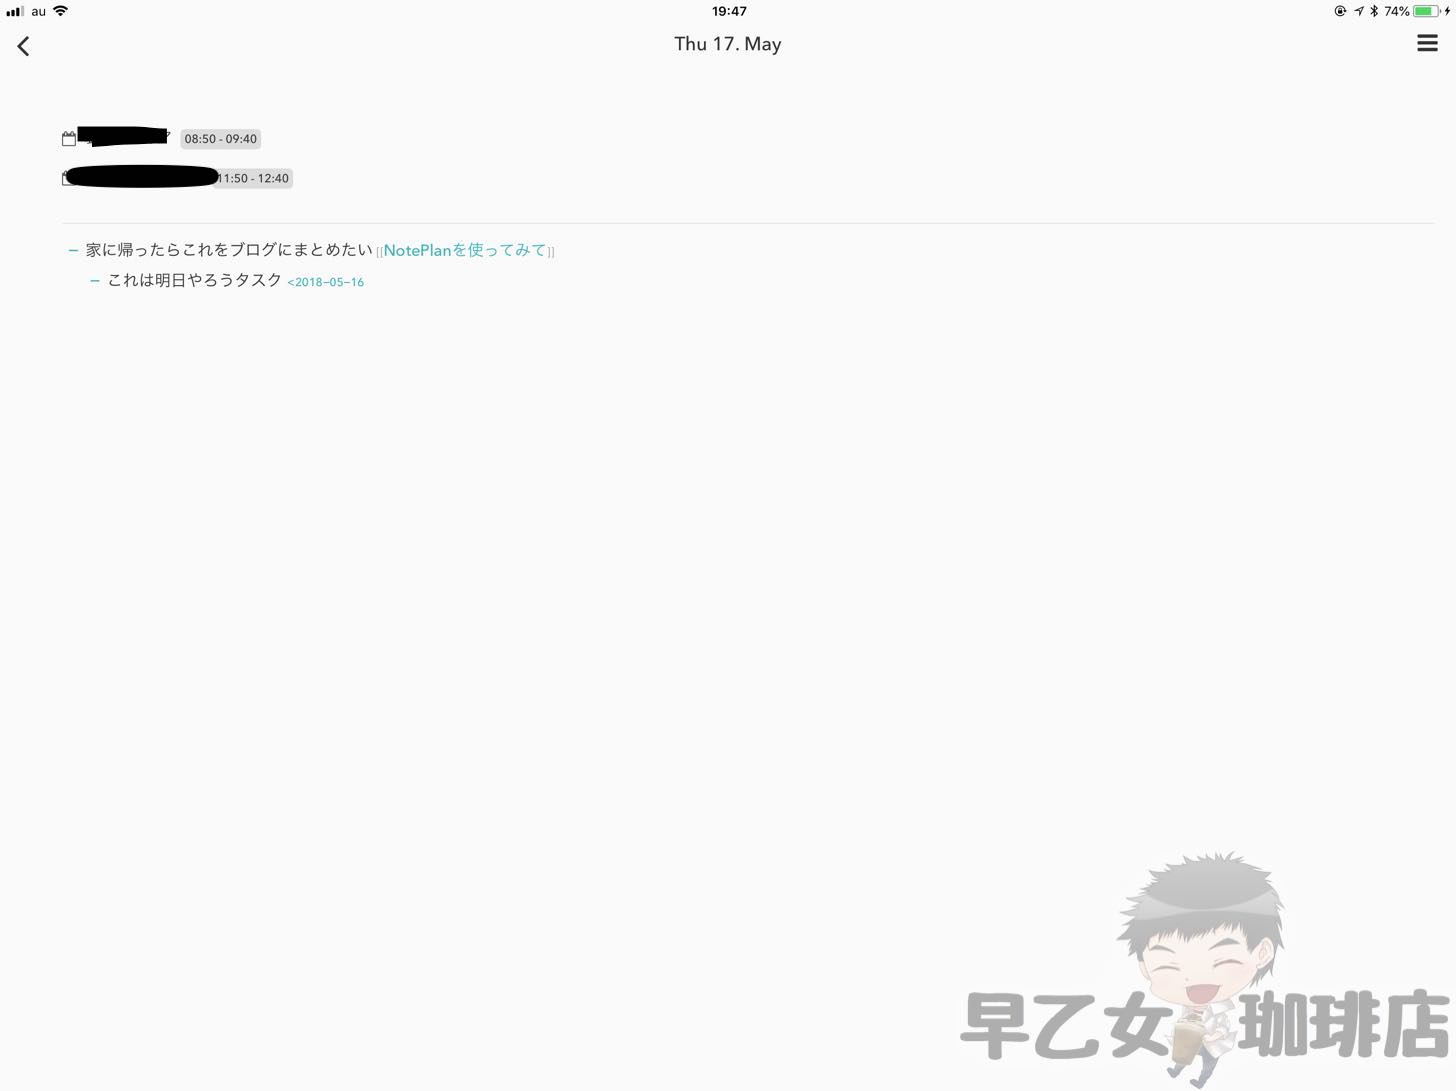 au 19:47 74%
Thu 17. May
08:50 - 09:40
11:50 - 12:40
− 家に帰ったらこれをブログにまとめたい [[NotePlanを使ってみて]]
− これは明日やろうタスク <2018−05−16
早乙女珈琲店